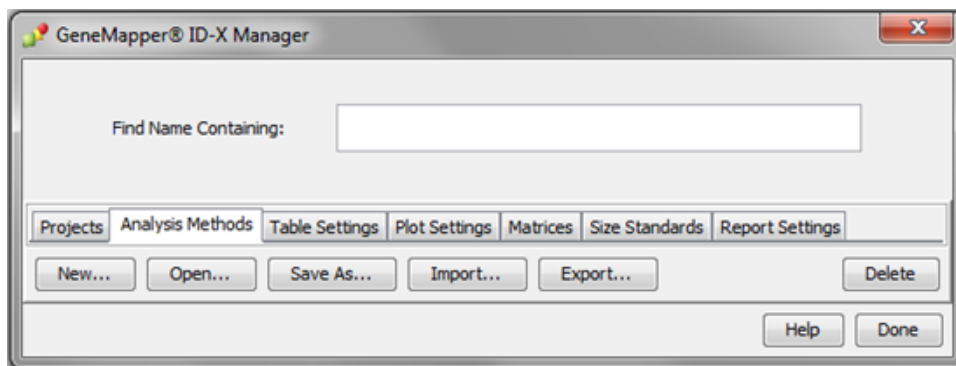 GeneMapper® ID-X Manager
Find Name Containing:
Projects Analysis Methods Table Settings Plot Settings Matrices Size Standards Report Settings
New... Open... Save As... Import... Export... Delete
Help Done